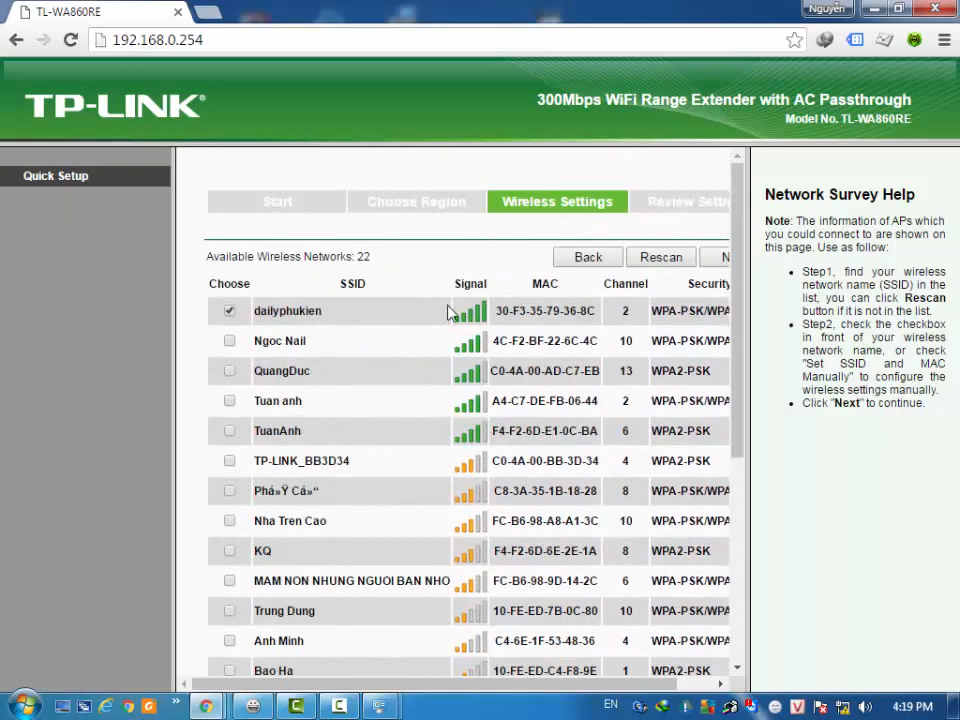 TL-WA860RE
Nguyên
192.168.0.254
TP-LINK®
300Mbps WiFi Range Extender with AC Passthrough
Model No. TL-WA860RE
Quick Setup
Start
Choose Region
Wireless Settings
Review Setti
Available Wireless Networks: 22
Back
Rescan
N
Choose SSID Signal MAC Channel Security
dailyphukien 30-F3-35-79-36-8C 2 WPA-PSK/WPA
Ngoc Nail 4C-F2-BF-22-6C-4C 10 WPA-PSK/WPA
QuangDuc C0-4A-00-AD-C7-EB 13 WPA2-PSK
Tuan anh A4-C7-DE-FB-06-44 2 WPA-PSK/WPA
TuanAnh F4-F2-6D-E1-0C-BA 6 WPA2-PSK
TP-LINK_BB3D34 C0-4A-00-BB-3D-34 4 WPA2-PSK
Phá»Ÿ Cá»“ C8-3A-35-1B-18-28 8 WPA-PSK/WPA
Nha Tren Cao FC-B6-98-A8-A1-3C 10 WPA-PSK/WPA
KQ F4-F2-6D-6E-2E-1A 8 WPA2-PSK
MAM NON NHUNG NGUOI BAN NHO FC-B6-98-9D-14-2C 6 WPA-PSK/WPA
Trung Dung 10-FE-ED-7B-0C-80 10 WPA-PSK/WPA
Anh Minh C4-6E-1F-53-48-36 4 WPA-PSK/WPA
Bao Ha 10-FE-ED-C4-F8-9E 1 WPA2-PSK
Network Survey Help
Note: The information of APs which
you could connect to are shown on
this page. Use as follow:
• Step1, find your wireless
network name (SSID) in the
list, you can click Rescan
button if it is not in the list.
• Step2, check the checkbox
in front of your wireless
network name, or check
"Set SSID and MAC
Manually" to configure the
wireless settings manually.
• Click "Next" to continue.
EN
4:19 PM